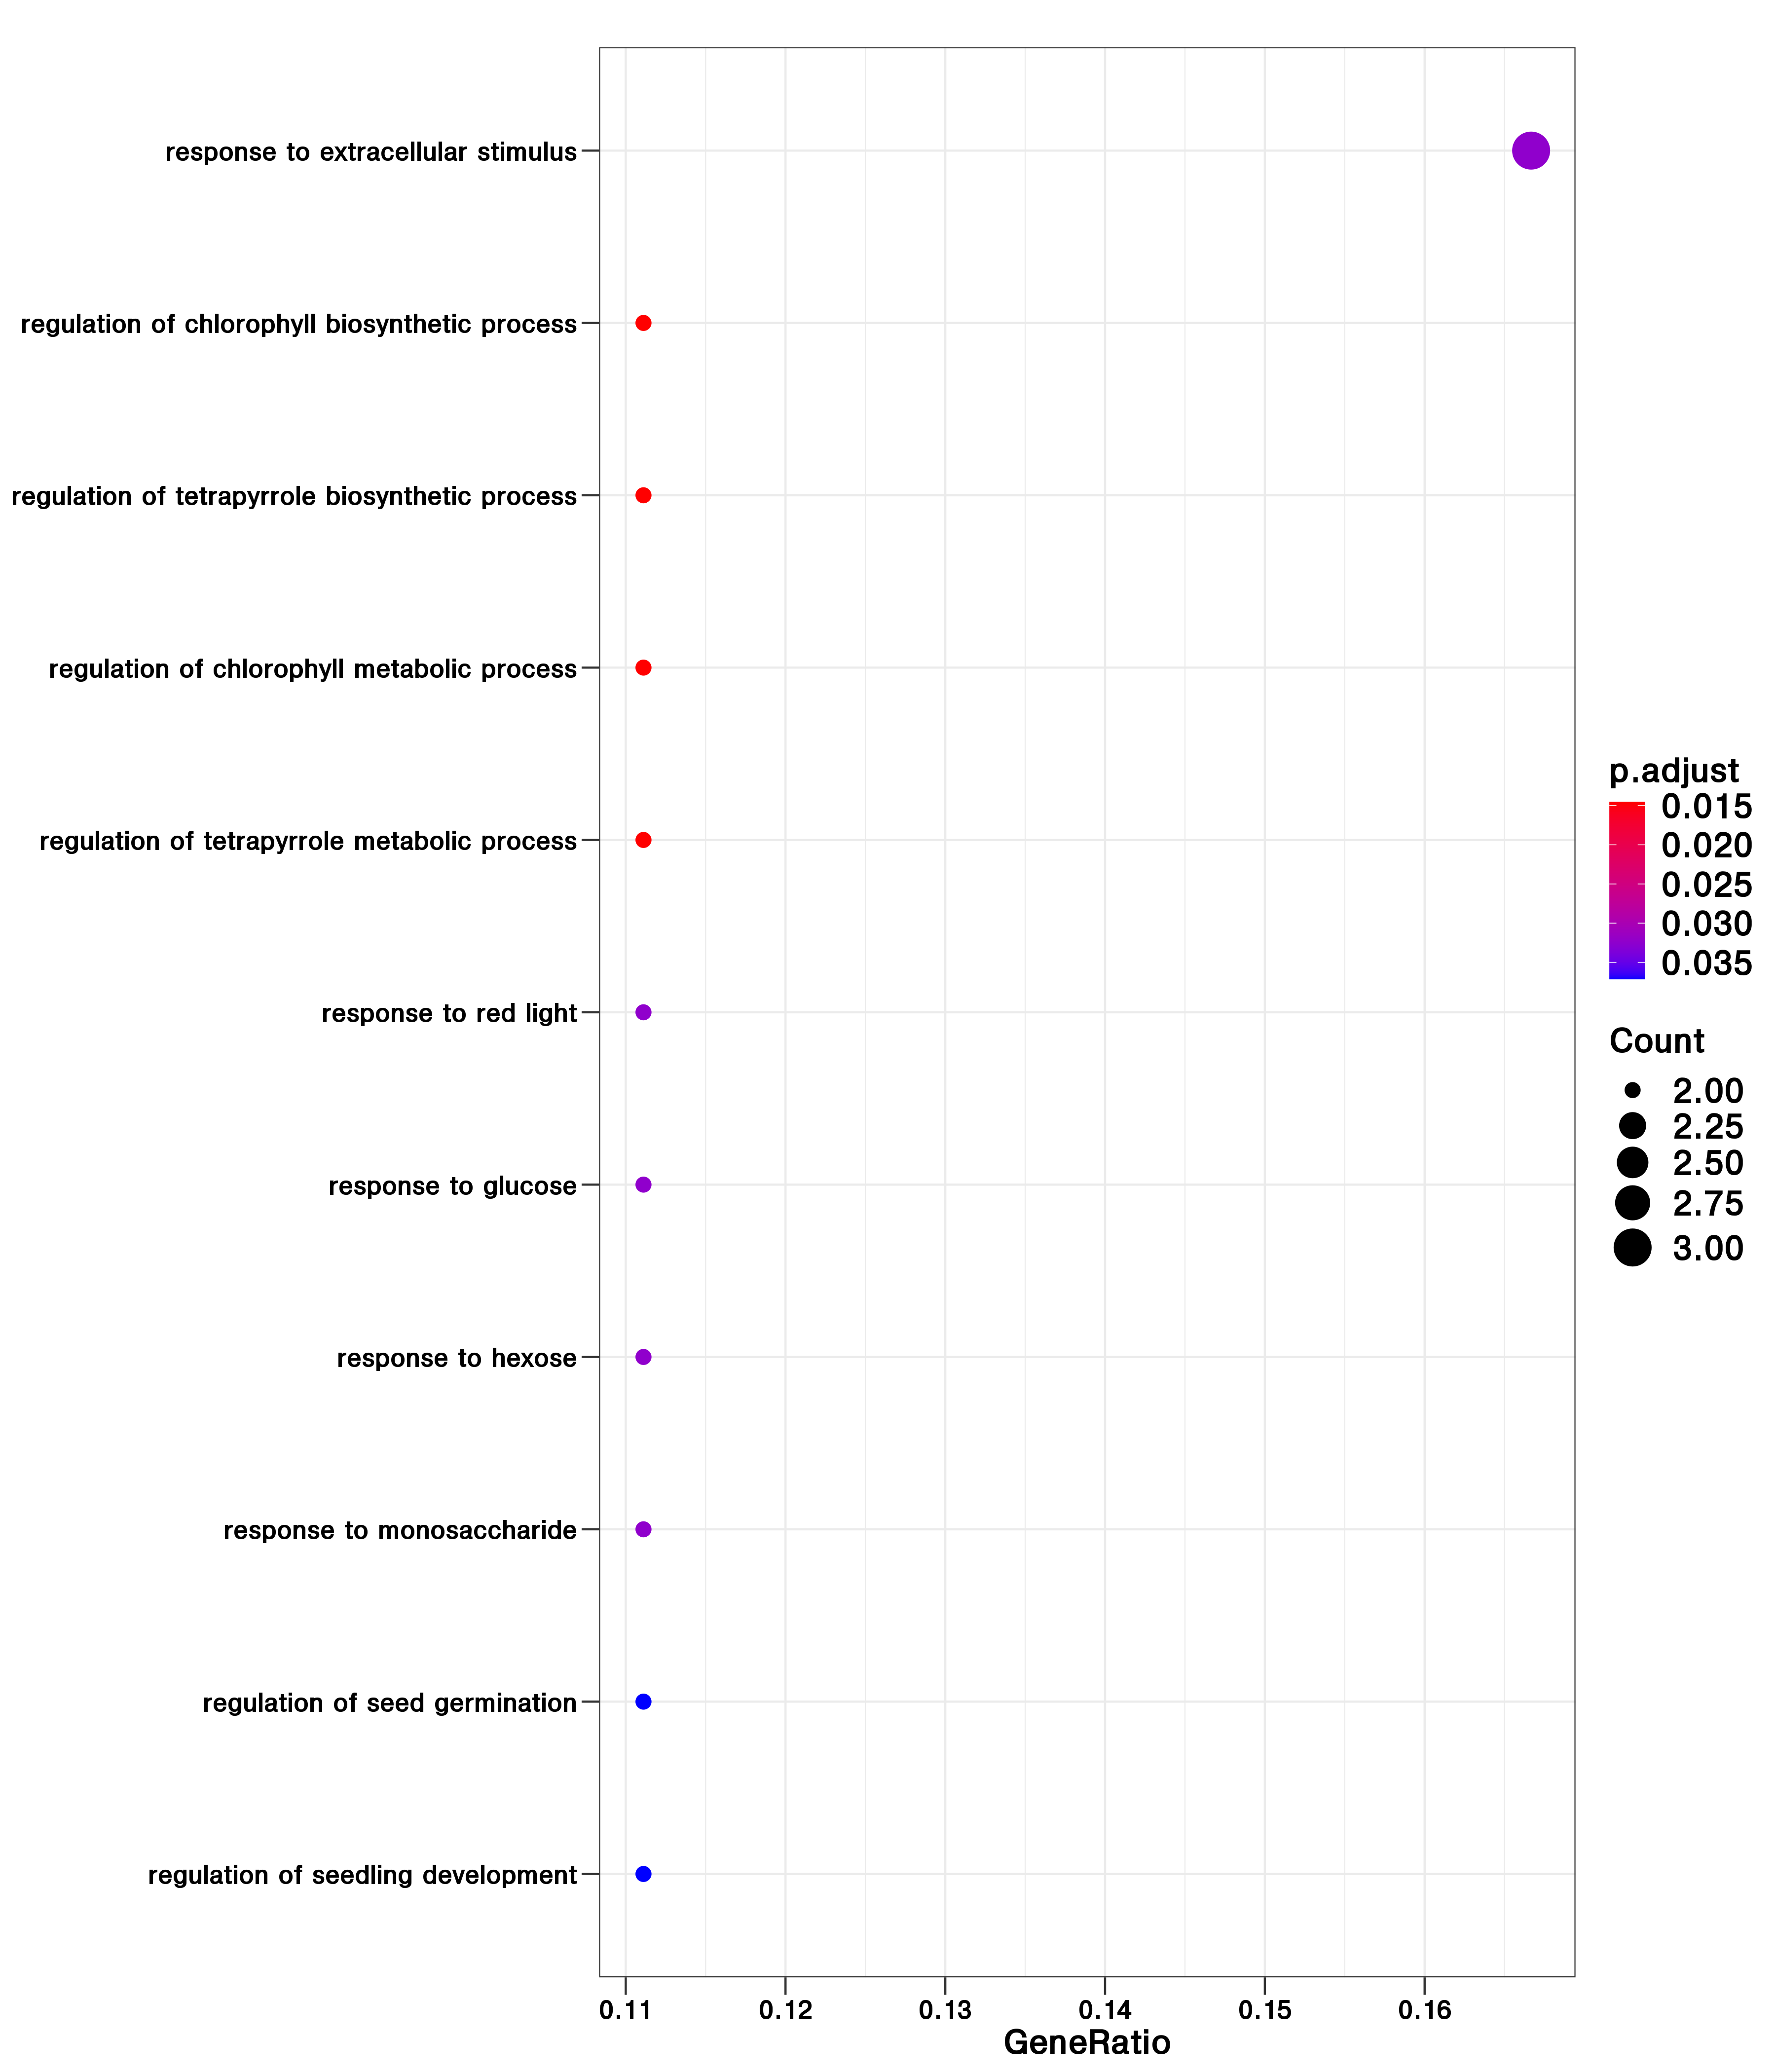 response to extracellular stimulus
regulation of chlorophyll biosynthetic process
regulation of tetrapyrrole biosynthetic process
regulation of chlorophyll metabolic process
regulation of tetrapyrrole metabolic process
response to red light
response to glucose
response to hexose
response to monosaccharide
regulation of seed germination
regulation of seedling development
0.11 0.12 0.13 0.14 0.15 0.16
GeneRatio
p.adjust
0.015
0.020
0.025
0.030
0.035
Count
2.00
2.25
2.50
2.75
3.00